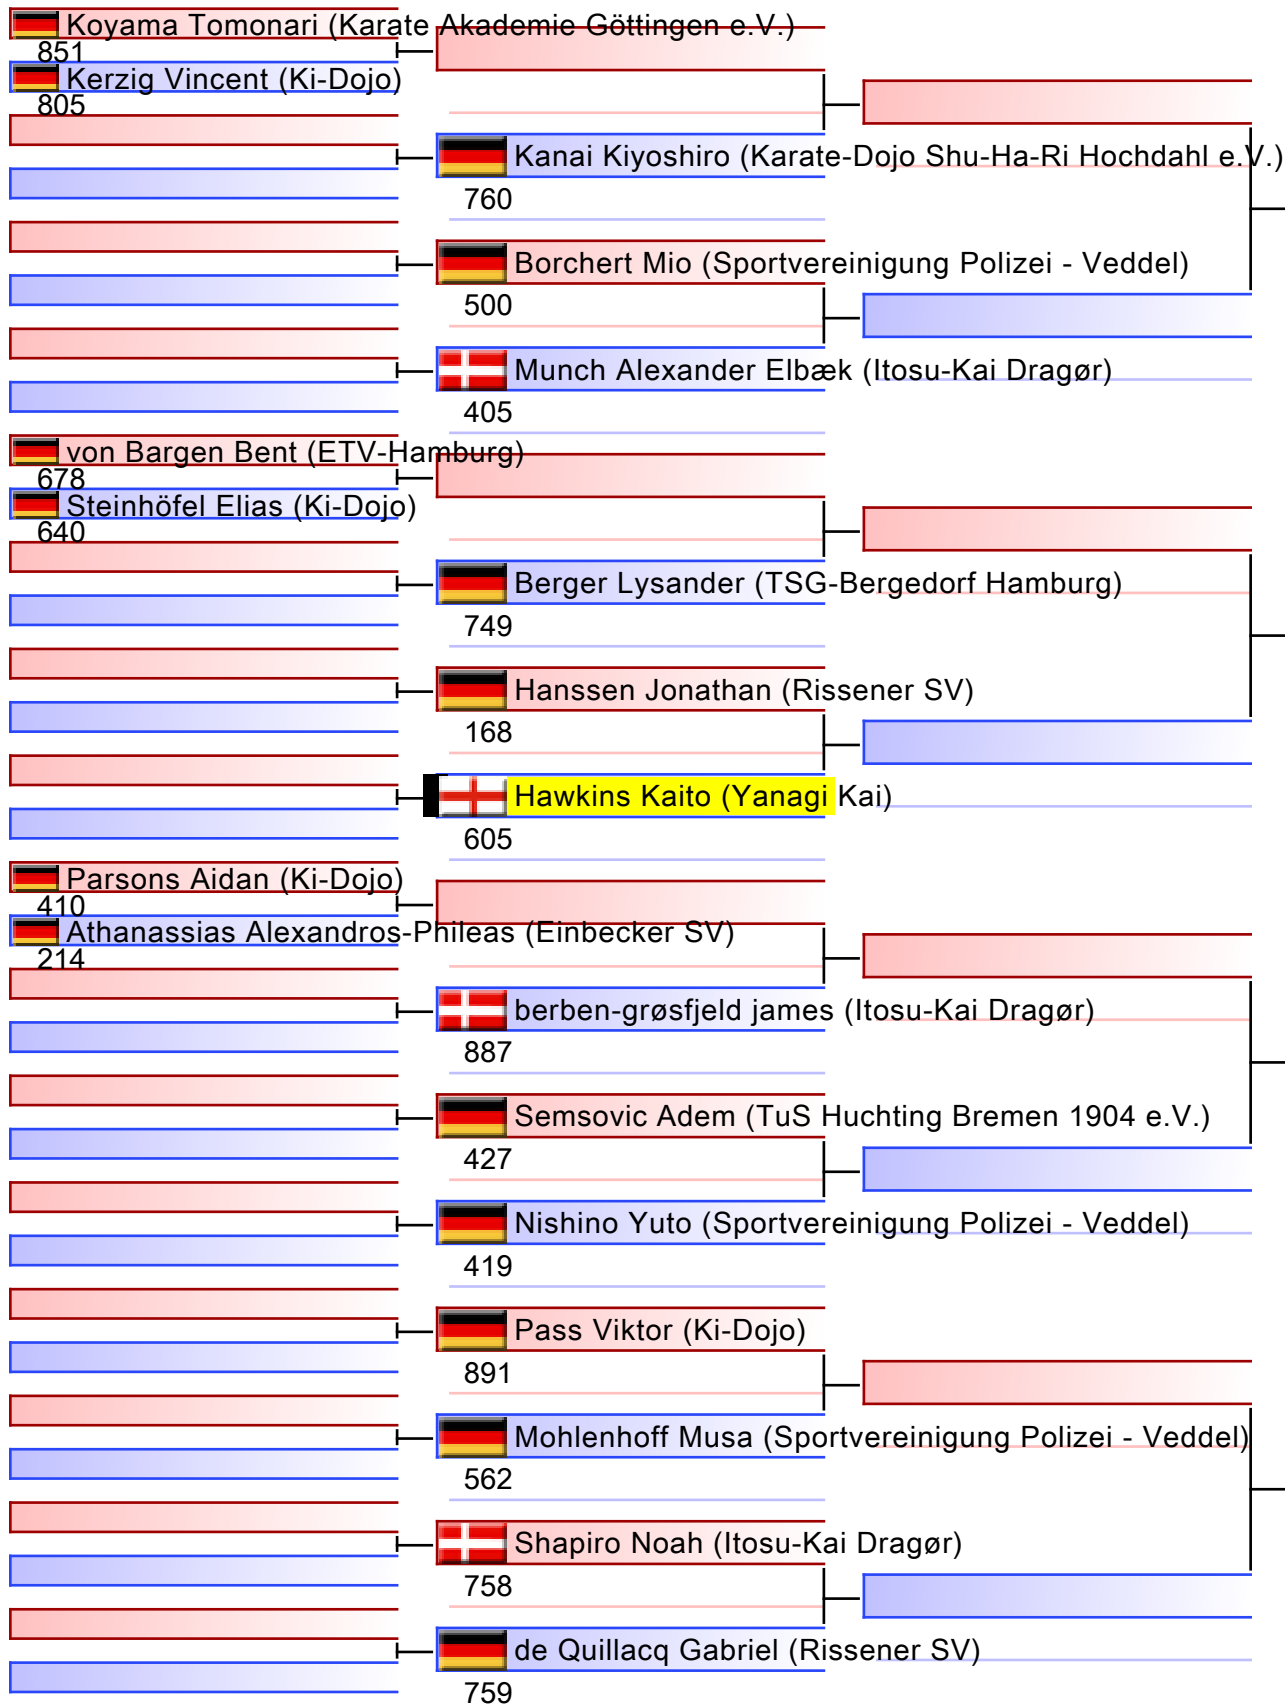 Koyama Tomonari (Karate Akademie Göttingen e.V.)
851
Kerzig Vincent (Ki-Dojo)
805
Kanai Kiyoshiro (Karate-Dojo Shu-Ha-Ri Hochdahl e.V.)
760
Borchert Mio (Sportvereinigung Polizei - Veddel)
500
Munch Alexander Elbæk (Itosu-Kai Dragør)
405
von Bargen Bent (ETV-Hamburg)
678
Steinhöfel Elias (Ki-Dojo)
640
Berger Lysander (TSG-Bergedorf Hamburg)
749
Hanssen Jonathan (Rissener SV)
168
Hawkins Kaito (Yanagi Kai)
605
Parsons Aidan (Ki-Dojo)
410
Athanassias Alexandros-Phileas (Einbecker SV)
214
berben-grøsfjeld james (Itosu-Kai Dragør)
887
Semsovic Adem (TuS Huchting Bremen 1904 e.V.)
427
Nishino Yuto (Sportvereinigung Polizei - Veddel)
419
Pass Viktor (Ki-Dojo)
891
Mohlenhoff Musa (Sportvereinigung Polizei - Veddel)
562
Shapiro Noah (Itosu-Kai Dragør)
758
de Quillacq Gabriel (Rissener SV)
759